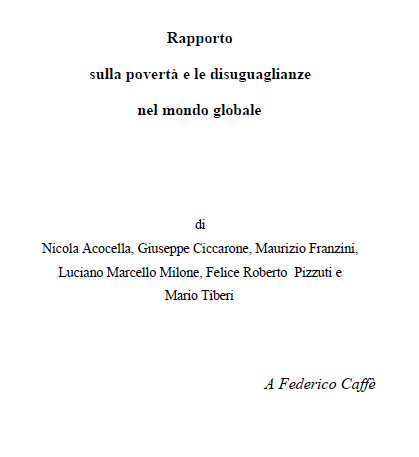 Rapporto
sulla povertà e le disuguaglianze
nel mondo globale
di
Nicola Acocella, Giuseppe Ciccarone, Maurizio Franzini,
Luciano Marcello Milone, Felice Roberto Pizzuti e
Mario Tiberi
A Federico Caffè